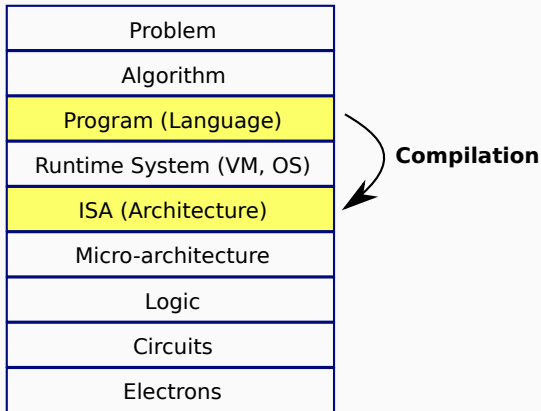 Problem
Algorithm
Program (Language)
Runtime System (VM, OS)
ISA (Architecture)
Micro-architecture
Logic
Circuits
Electrons
Compilation